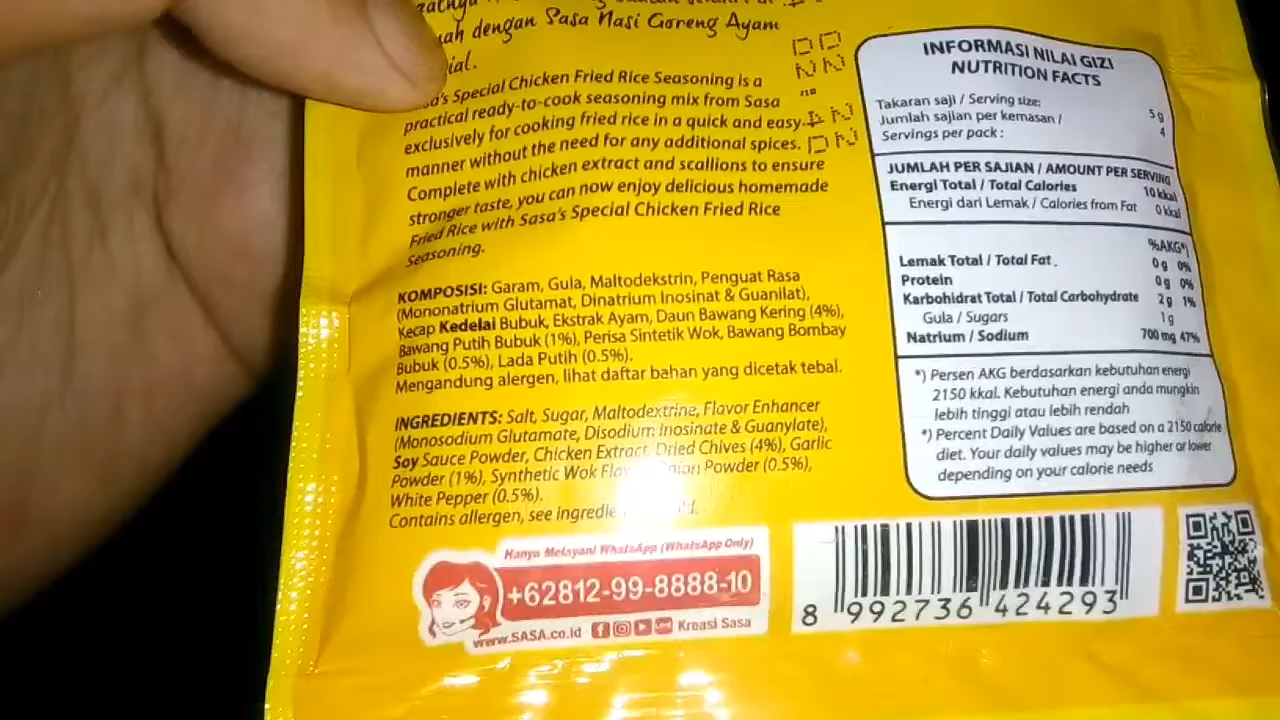 dengan Sasa Nasi Goreng Ayam
Special Chicken Fried Rice Seasoning is a
practical ready-to-cook seasoning mix from Sasa
exclusively for cooking fried rice in a quick and easy
manner without the need for any additional spices.
Complete with chicken extract and scallions to ensure
stronger taste, you can now enjoy delicious homemade
Fried Rice with Sasa's Special Chicken Fried Rice
Seasoning.
KOMPOSISI: Garam, Gula, Maltodekstrin, Penguat Rasa
(Mononatrium Glutamat, Dinatrium Inosinat & Guanilat),
Kecap Kedelai Bubuk, Ekstrak Ayam, Daun Bawang Kering (4%),
Bawang Putih Bubuk (1%), Perisa Sintetik Wok, Bawang Bombay
Bubuk (0.5%), Lada Putih (0.5%).
Mengandung alergen, lihat daftar bahan yang dicetak tebal.
INGREDIENTS: Salt, Sugar, Maltodextrine, Flavor Enhancer
(Monosodium Glutamate, Disodium Inosinate & Guanylate),
Soy Sauce Powder, Chicken Extract, Dried Chives (4%), Garlic
Powder (1%), Synthetic Wok Powder (0.5%),
White Pepper (0.5%).
Contains allergen, see
Hanya Melayani WhatsApp (WhatsApp Only)
+62812-99-8888-10
www.SASA.co.id Kreasi Sasa
INFORMASI NILAI GIZI
NUTRITION FACTS
Takaran saji / Serving size: 5 g
Jumlah sajian per kemasan /
Servings per pack : 4
JUMLAH PER SAJIAN / AMOUNT PER SERVING
Energi Total / Total Calories 10 kkal
Energi dari Lemak / Calories from Fat 0 kkal
%AKG*)
Lemak Total / Total Fat 0 g 0%
Protein 0 g 0%
Karbohidrat Total / Total Carbohydrate 2 g 1%
Gula / Sugars 1 g
Natrium / Sodium 700 mg 47%
*) Persen AKG berdasarkan kebutuhan energi
2150 kkal. Kebutuhan energi anda mungkin
lebih tinggi atau lebih rendah
*) Percent Daily Values are based on a 2150 calorie
diet. Your daily values may be higher or lower
depending on your calorie needs
8 992736 424293